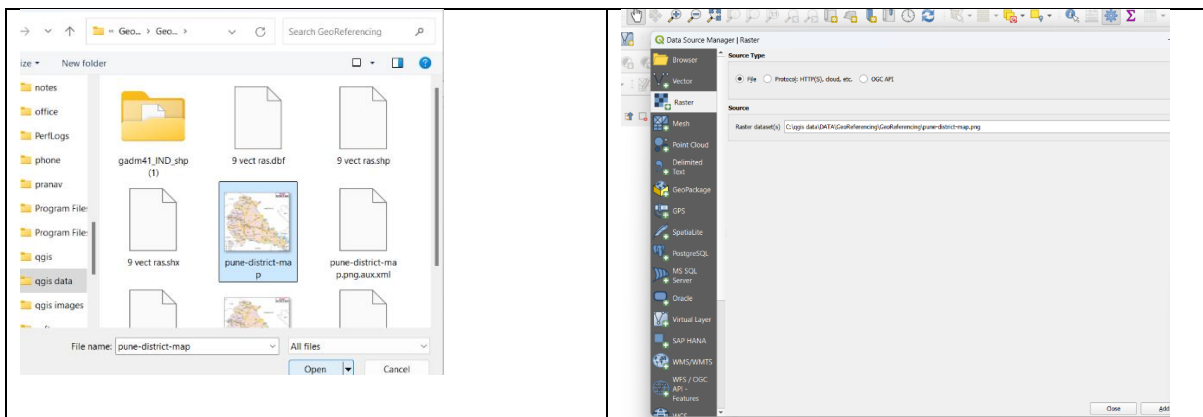 Geo... › Geo... ›
Search GeoReferencing
ize
New folder
notes
office
PerfLogs
phone
pranav
Program File
Program File
qgis
qgis data
qgis images
gadm41_IND_shp
(1)
9 vect ras.dbf
9 vect ras.shp
9 vect ras.shx
pune-district-ma
p
pune-district-ma
p.png.aux.xml
File name:
pune-district-map
All files
Open
Cancel
Data Source Manager | Raster
Browser
Vector
Raster
Mesh
Point Cloud
Delimited
Text
GeoPackage
GPS
SpatiaLite
PostgreSQL
MS SQL
Server
Oracle
Virtual Layer
SAP HANA
WMS/WMTS
WFS / OGC
API -
Features
WCS
Source Type
File
Protocol: HTTP(S), cloud, etc.
OGC API
Source
Raster dataset(s)
C:\qgis data\DATA\GeoReferencing\GeoReferencing\pune-district-map.png
Close
Add